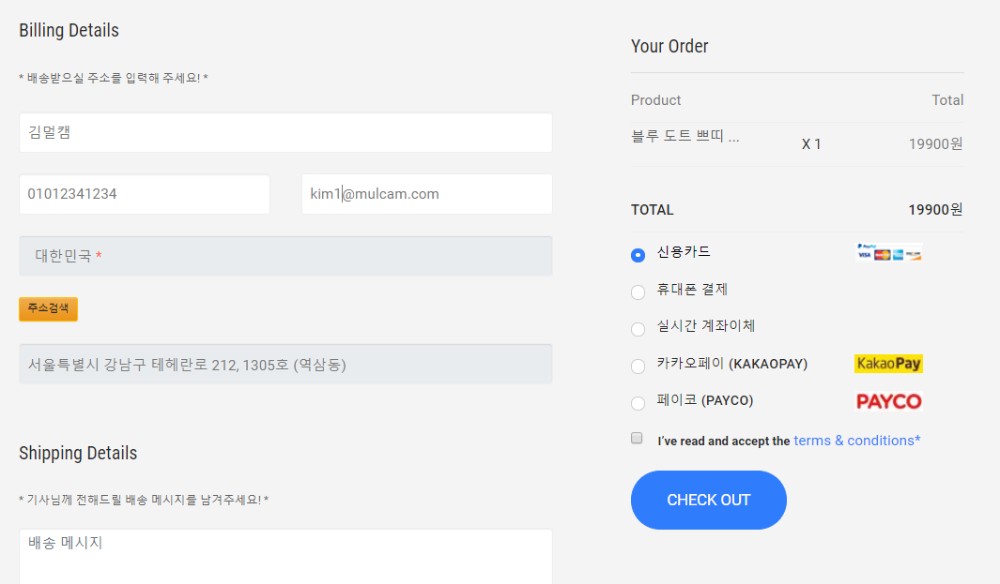 Billing Details
* 배송받으실 주소를 입력해 주세요! *
김멀캠
01012341234
kim1@mulcam.com
대한민국 *
주소검색
서울특별시 강남구 테헤란로 212, 1305호 (역삼동)
Shipping Details
* 기사님께 전해드릴 배송 메시지를 남겨주세요! *
배송 메시지
Your Order
Product Total
블루 도트 쁘띠 ... X 1 19900원
TOTAL 19900원
신용카드 PayPal VISA
휴대폰 결제
실시간 계좌이체
카카오페이 (KAKAOPAY) KakaoPay
페이코 (PAYCO) PAYCO
I've read and accept the terms & conditions*
CHECK OUT